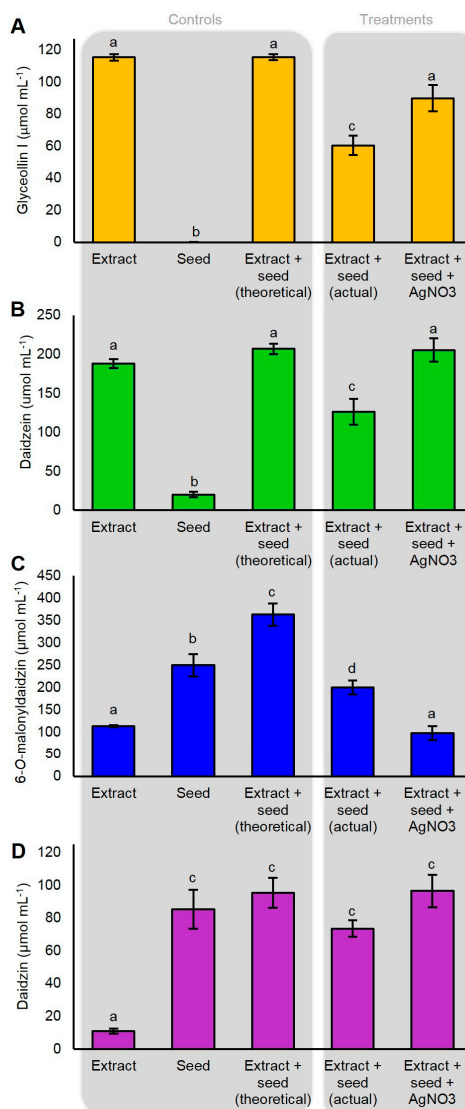 Controls
Treatments
A
Glyceollin I (µmol mL⁻¹)
120
100
80
60
40
20
0
a
b
a
c
a
Extract
Seed
Extract +
seed
(theoretical)
Extract +
seed
(actual)
Extract +
seed +
AgNO3
B
Daidzein (umol mL⁻¹)
250
200
150
100
50
0
a
b
a
c
a
Extract
Seed
Extract +
seed
(theoretical)
Extract +
seed
(actual)
Extract +
seed +
AgNO3
C
6-O-malonyldaidzin (µmol mL⁻¹)
450
400
350
300
250
200
150
100
50
0
a
b
c
d
a
Extract
Seed
Extract +
seed
(theoretical)
Extract +
seed
(actual)
Extract +
seed +
AgNO3
D
Daidzin (µmol mL⁻¹)
120
100
80
60
40
20
0
a
c
c
c
c
Extract
Seed
Extract +
seed
(theoretical)
Extract +
seed (actual)
Extract +
seed +
AgNO3